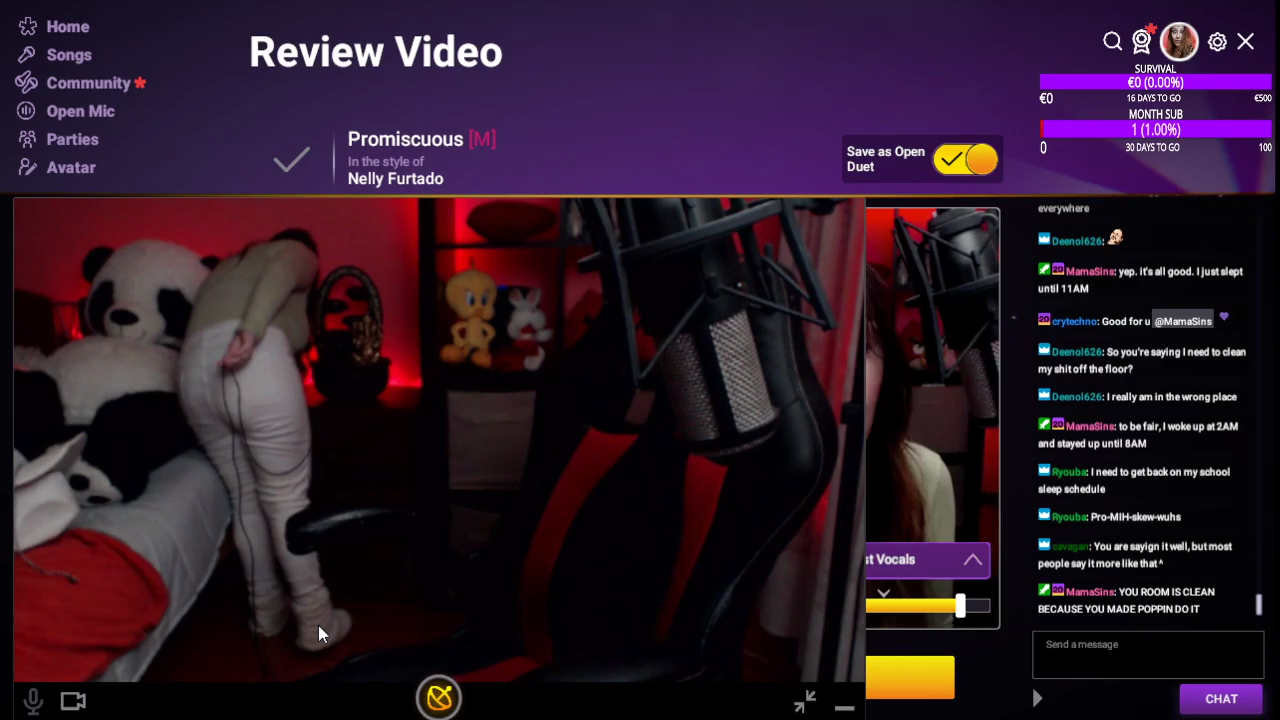 Home
Songs
Community
Open Mic
Parties
Avatar
Review Video
Promiscuous [M]
In the style of
Nelly Furtado
Save as Open
Duet
SURVIVAL
€0 (0.00%)
€0 16 DAYS TO GO €500
MONTH SUB
1 (1.00%)
0 30 DAYS TO GO 100
st Vocals
everywhere
Deenol626:
20 MamaSins: yep. it's all good. I just slept
until 11AM
20 crytechno: Good for u @MamaSins
Deenol626: So you're saying I need to clean
my shit off the floor?
Deenol626: I really am in the wrong place
20 MamaSins: to be fair, I woke up at 2AM
and stayed up until 8AM
Ryouba: I need to get back on my school
sleep schedule
Ryouba: Pro-MIH-skew-wuhs
cavagan: You are sayign it well, but most
people say it more like that ^
20 MamaSins: YOU ROOM IS CLEAN
BECAUSE YOU MADE POPPIN DO IT
Send a message
CHAT